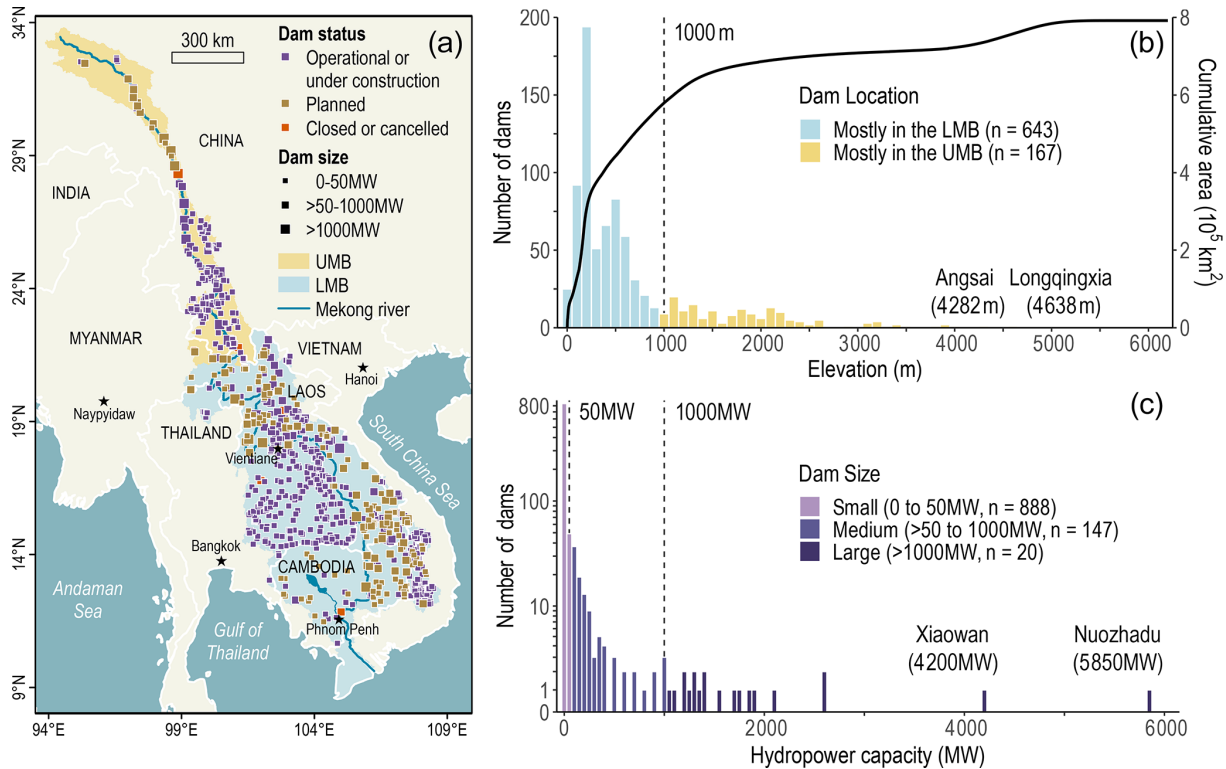 34°N
29°N
24°N
19°N
14°N
9°N
94°E
99°E
104°E
109°E
300 km
(a)
Dam status
Operational or
under construction
Planned
Closed or cancelled
Dam size
0-50MW
>50-1000MW
>1000MW
UMB
LMB
Mekong river
CHINA
INDIA
MYANMAR
VIETNAM
Hanoi
LAOS
Naypyidaw
THAILAND
Vientiane
South China Sea
Bangkok
CAMBODIA
Andaman
Sea
Gulf of
Thailand
Phnom Penh
(b)
1000 m
Number of dams
200
150
100
50
0
Dam Location
Mostly in the LMB (n = 643)
Mostly in the UMB (n = 167)
Angsai
(4282 m)
Longqingxia
(4638 m)
0
1000
2000
3000
4000
5000
6000
Elevation (m)
8
6
4
2
0
Cumulative area (10⁵ km²)
(c)
50MW
1000MW
Number of dams
800
100
10
1
0
Dam Size
Small (0 to 50MW, n = 888)
Medium (>50 to 1000MW, n = 147)
Large (>1000MW, n = 20)
Xiaowan
(4200MW)
Nuozhadu
(5850MW)
0
2000
4000
6000
Hydropower capacity (MW)